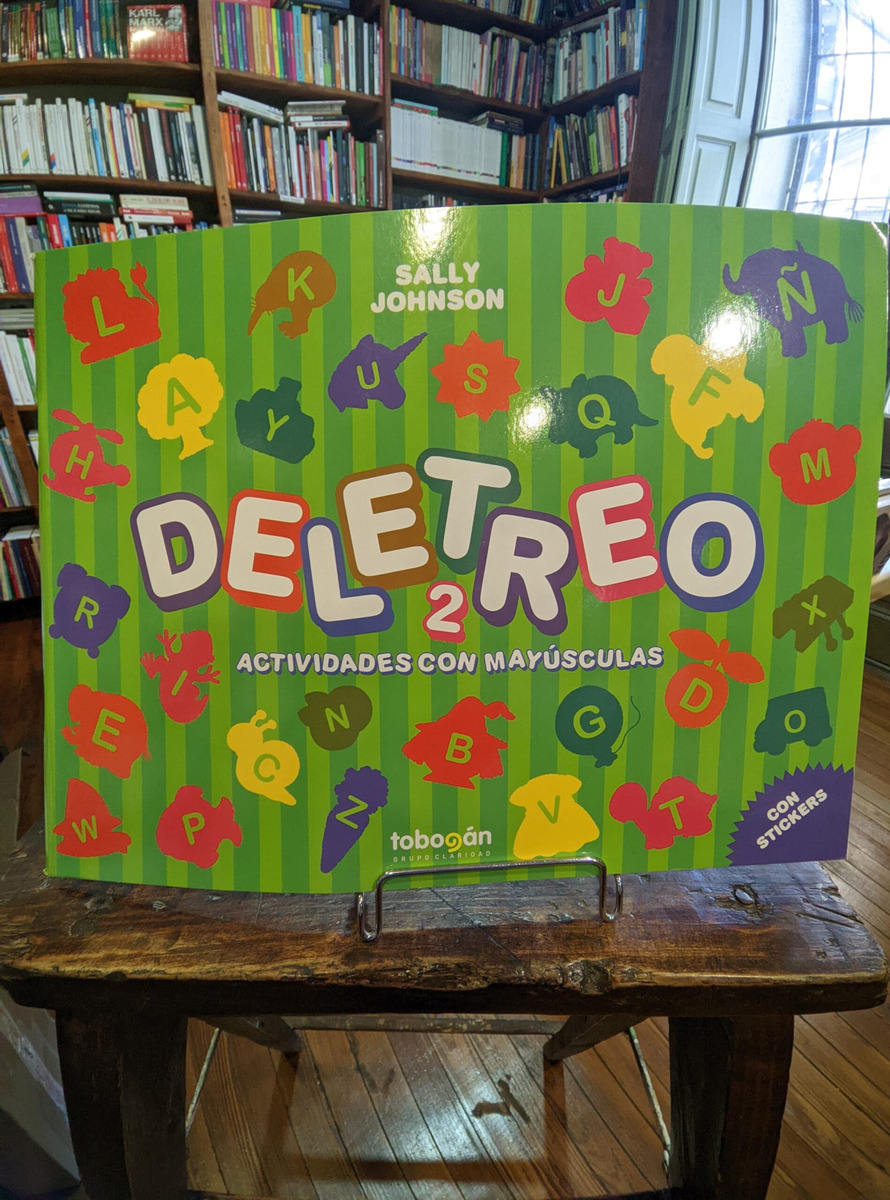 KARL
MARX
SALLY
JOHNSON
L
K
J
Ñ
A
Y
U
S
Q
F
H
M
DELETREO
2
ACTIVIDADES CON MAYÚSCULAS
R
X
I
D
E
C
N
B
G
O
W
P
Z
V
T
tobogán
GRUPO CLARIDAD
CON
STICKERS